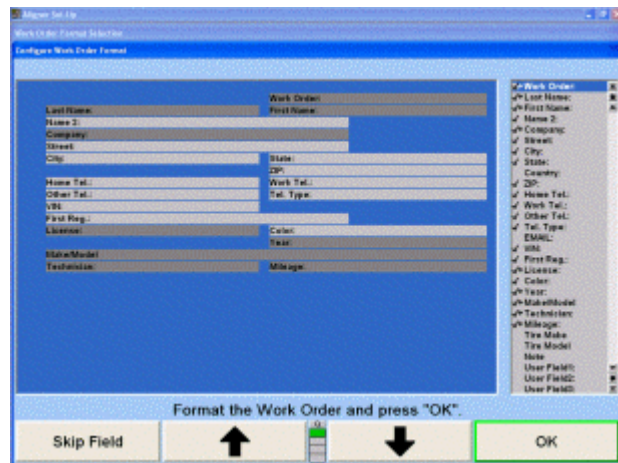 Aligner Set-Up
Work Order Format Selection
Configure Work Order Format
Work Order:
Last Name: First Name:
Name 2:
Company:
Street:
City: State:
ZIP:
Home Tel.: Work Tel.:
Other Tel.: Tel. Type:
VIN:
First Reg.:
License: Color:
Year:
Make/Model
Technician: Mileage:
Work Order:
Last Name:
First Name:
Name 2:
Company:
Street:
City:
State:
Country:
ZIP:
Home Tel.:
Work Tel.:
Other Tel.:
Tel. Type:
EMAIL:
VIN:
First Reg.:
License:
Color:
Year:
Make/Model
Technician:
Mileage:
Tire Make
Tire Model
Note
User Field1:
User Field2:
User Field3:
Format the Work Order and press "OK".
Skip Field OK